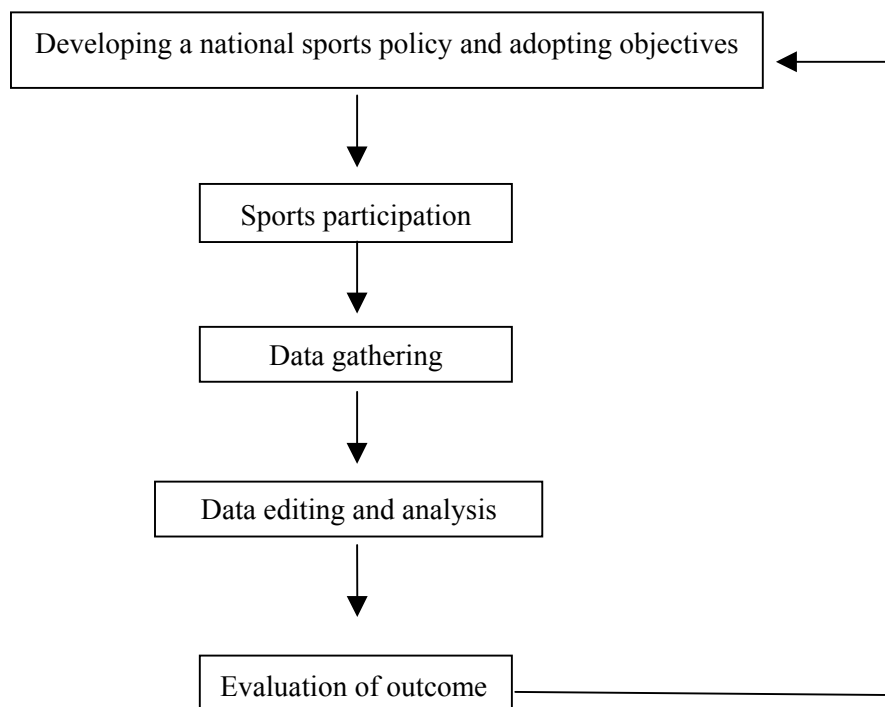 Developing a national sports policy and adopting objectives
Sports participation
Data gathering
Data editing and analysis
Evaluation of outcome